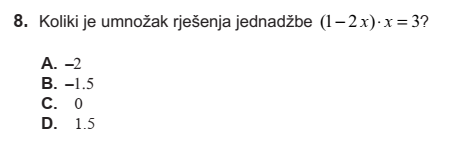 8. Koliki je umnožak rješenja jednadžbe (1−2x)·x=3?
A. –2
B. –1.5
C. 0
D. 1.5